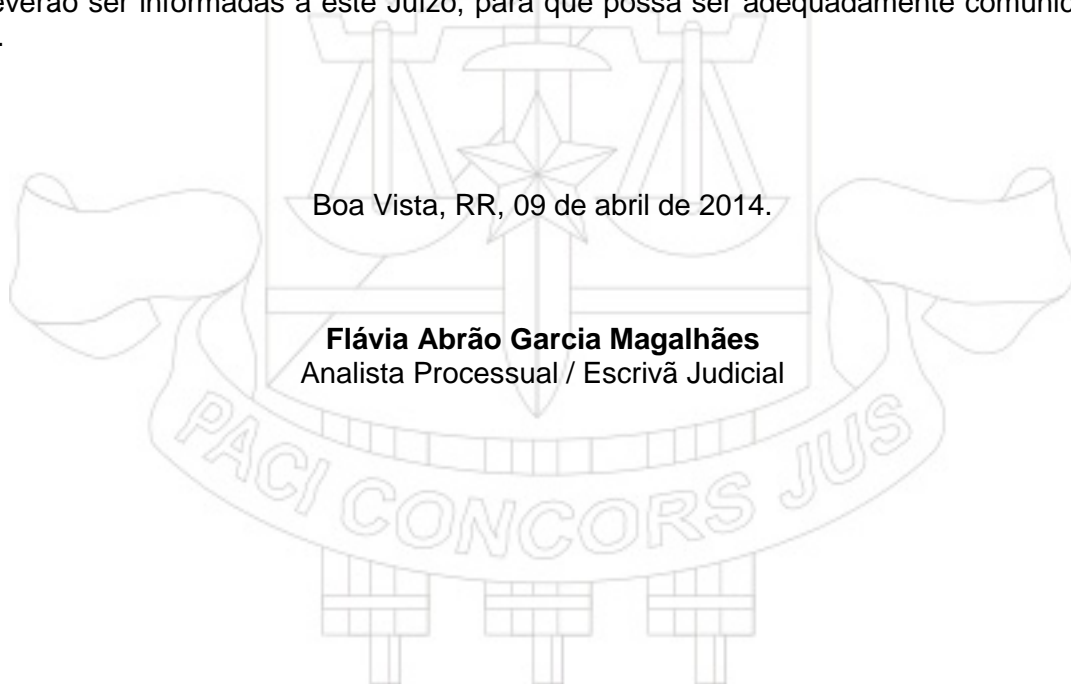 everão ser informadas a este Juízo, para que possa ser adequadamente comunic
.
Boa Vista, RR, 09 de abril de 2014.
Flávia Abrão Garcia Magalhães
Analista Processual / Escrivã Judicial
PACI CONCORS JUS